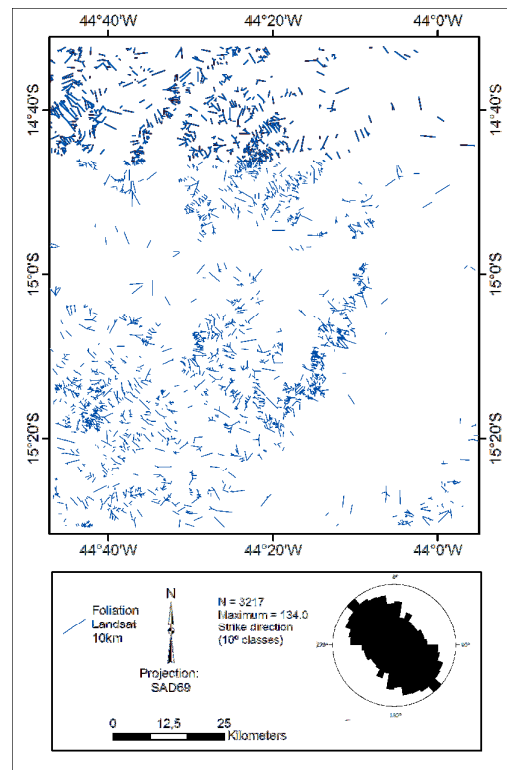 44°40'W 44°20'W 44°0'W
14°40'S 14°40'S
15°0'S 15°0'S
15°20'S 15°20'S
44°40'W 44°20'W 44°0'W
Foliation
Landsat
10km
N
Projection:
SAD69
N = 3217
Maximum = 134.0
Strike direction
(10º classes)
0°
0 12,5 25
Kilometers